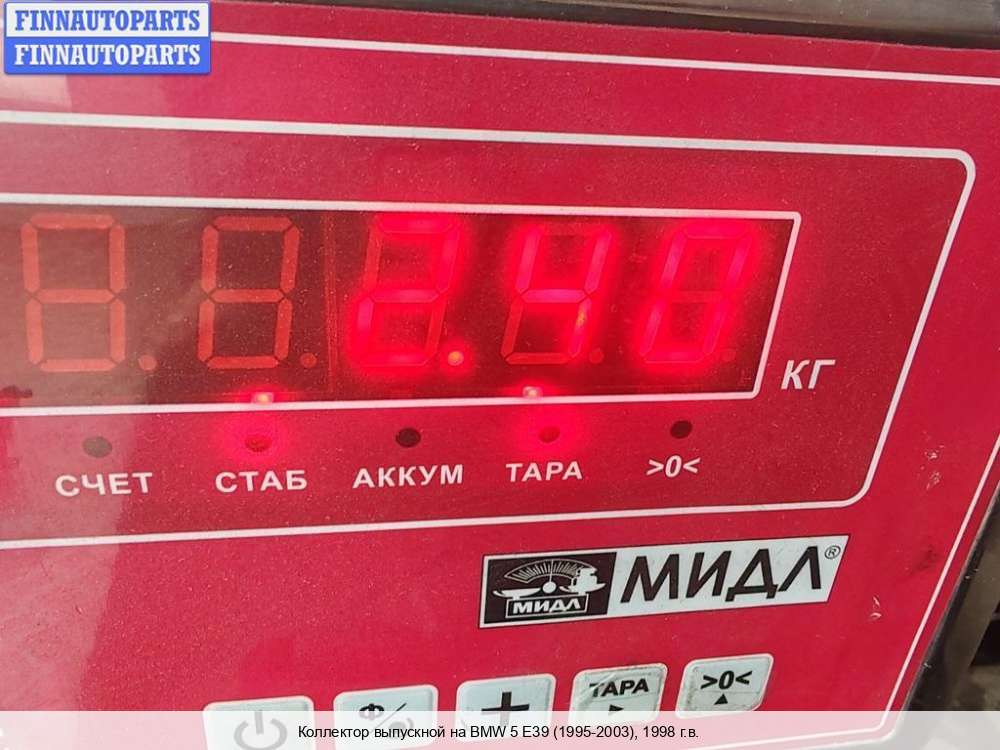 FINNAUTOPARTS
FINNAUTOPARTS
2.40
КГ
СЧЕТ СТАБ АККУМ ТАРА >0<
МИДЛ МИДЛ®
Ф
+ ТАРА >0<
Коллектор выпускной на BMW 5 E39 (1995-2003), 1998 г.в.